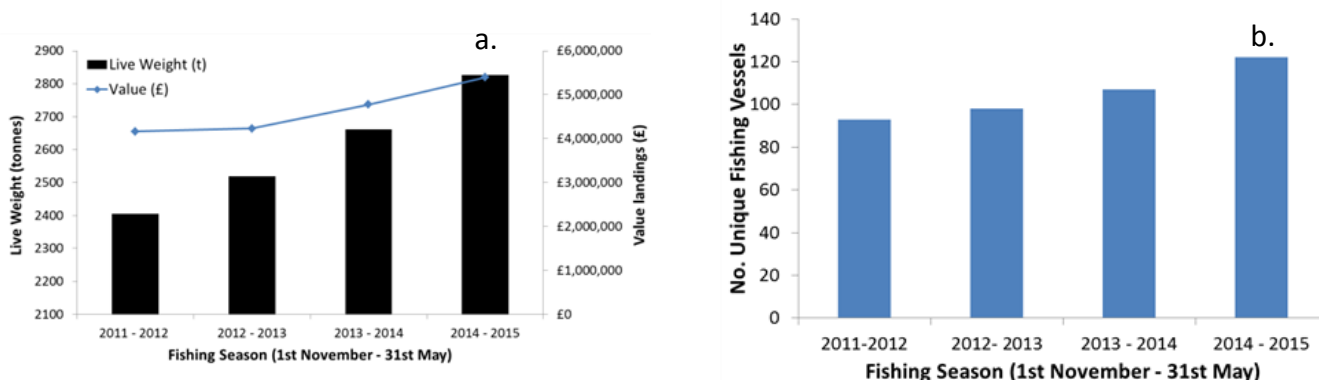 a.
Live Weight (t)
Value (£)
Live Weight (tonnes)
2900
2800
2700
2600
2500
2400
2300
2200
2100
£6,000,000
£5,000,000
£4,000,000
£3,000,000
£2,000,000
£1,000,000
£0
Value landings (£)
2011 - 2012 2012 - 2013 2013 - 2014 2014 - 2015
Fishing Season (1st November - 31st May)
b.
No. Unique Fishing Vessels
140
120
100
80
60
40
20
0
2011-2012 2012- 2013 2013 - 2014 2014 - 2015
Fishing Season (1st November - 31st May)